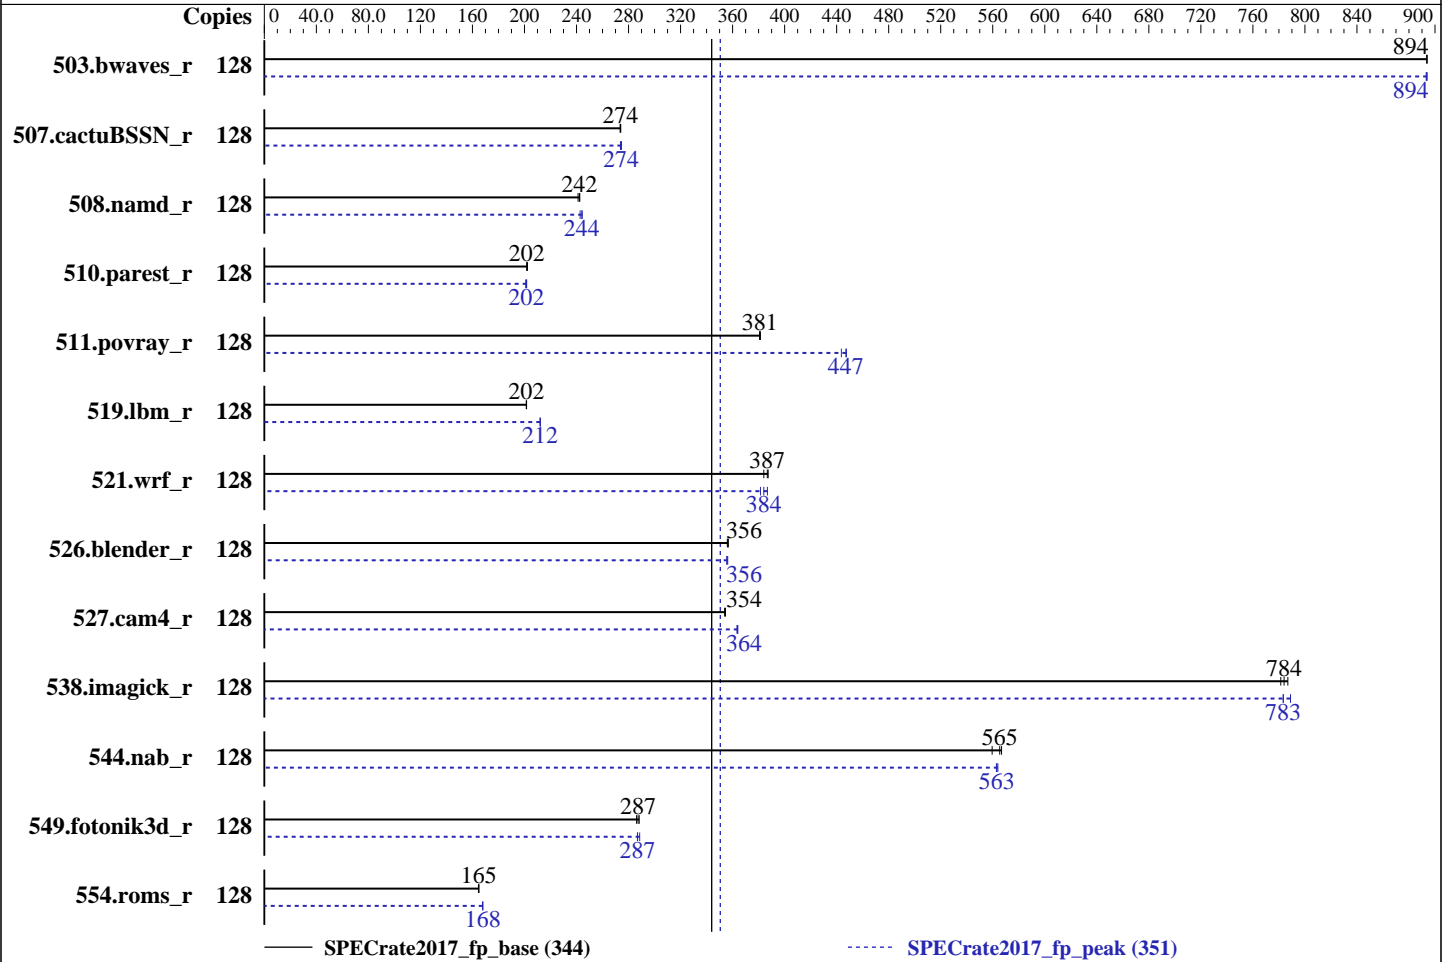 Copies 0 40.0 80.0 120 160 200 240 280 320 360 400 440 480 520 560 600 640 680 720 760 800 840 900
894
503.bwaves_r 128
894
274
507.cactuBSSN_r 128
274
242
508.namd_r 128
244
202
510.parest_r 128
202
381
511.povray_r 128
447
202
519.lbm_r 128
212
387
521.wrf_r 128
384
356
526.blender_r 128
356
354
527.cam4_r 128
364
784
538.imagick_r 128
783
565
544.nab_r 128
563
287
549.fotonik3d_r 128
287
165
554.roms_r 128
168
SPECrate2017_fp_base (344) SPECrate2017_fp_peak (351)